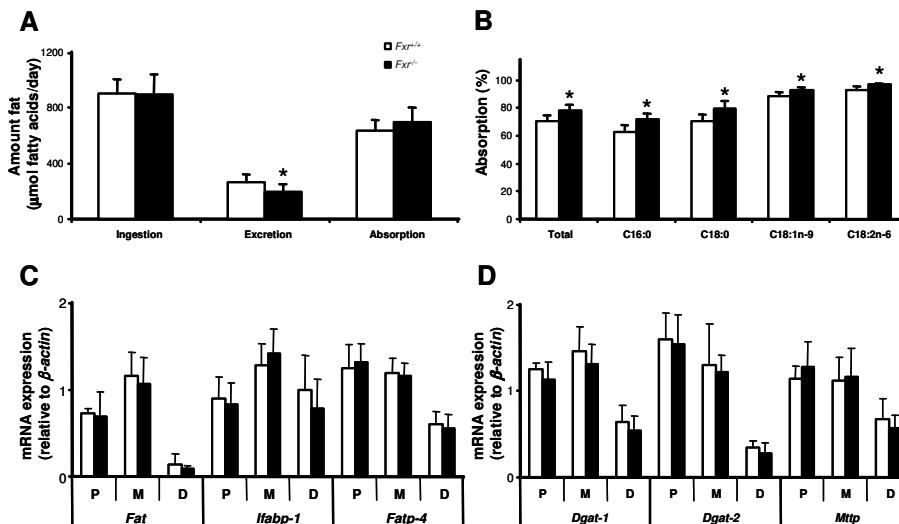 A
Amount fat
(µmol fatty acids/day)
1200
800
400
0
Fxr+/+
Fxr-/-
*
Ingestion Excretion Absorption
B
Absorption (%)
100
80
60
40
20
0
* * * * *
Total C16:0 C18:0 C18:1n-9 C18:2n-6
C
mRNA expression
(relative to β-actin)
2
1
0
P M D P M D P M D
Fat Ifabp-1 Fatp-4
D
mRNA expression
(relative to β-actin)
2
1
0
P M D P M D P M D
Dgat-1 Dgat-2 Mttp